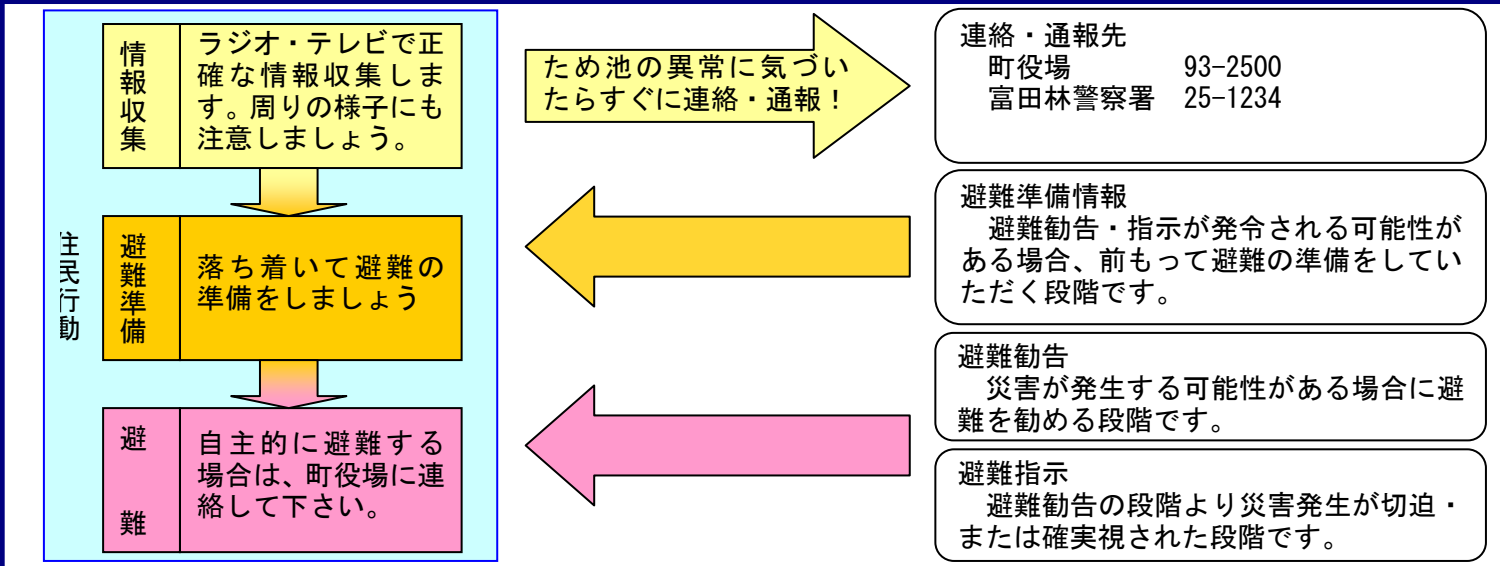 住民行動
情報収集
ラジオ・テレビで正
確な情報収集しま
す。周りの様子にも
注意しましょう。
ため池の異常に気づい
たらすぐに連絡・通報！
連絡・通報先
町役場 93-2500
富田林警察署 25-1234
避難準備
落ち着いて避難の
準備をしましょう
避難準備情報
避難勧告・指示が発令される可能性が
ある場合、前もって避難の準備をしてい
ただく段階です。
避難
自主的に避難する
場合は、町役場に連
絡して下さい。
避難勧告
災害が発生する可能性がある場合に避
難を勧める段階です。
避難指示
避難勧告の段階より災害発生が切迫・
または確実視された段階です。